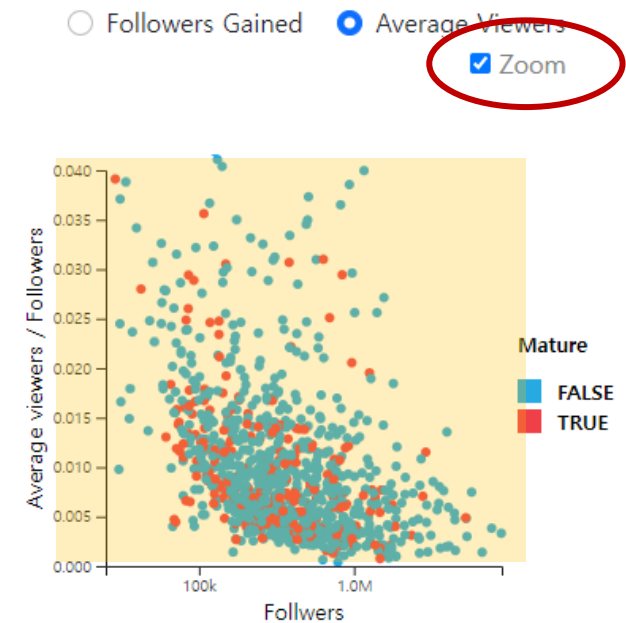 Followers Gained Average Viewers
Zoom
0.040
0.035
0.030
0.025
0.020
0.015
0.010
0.005
0.000
Average viewers / Followers
100k 1.0M
Follwers
Mature
FALSE
TRUE